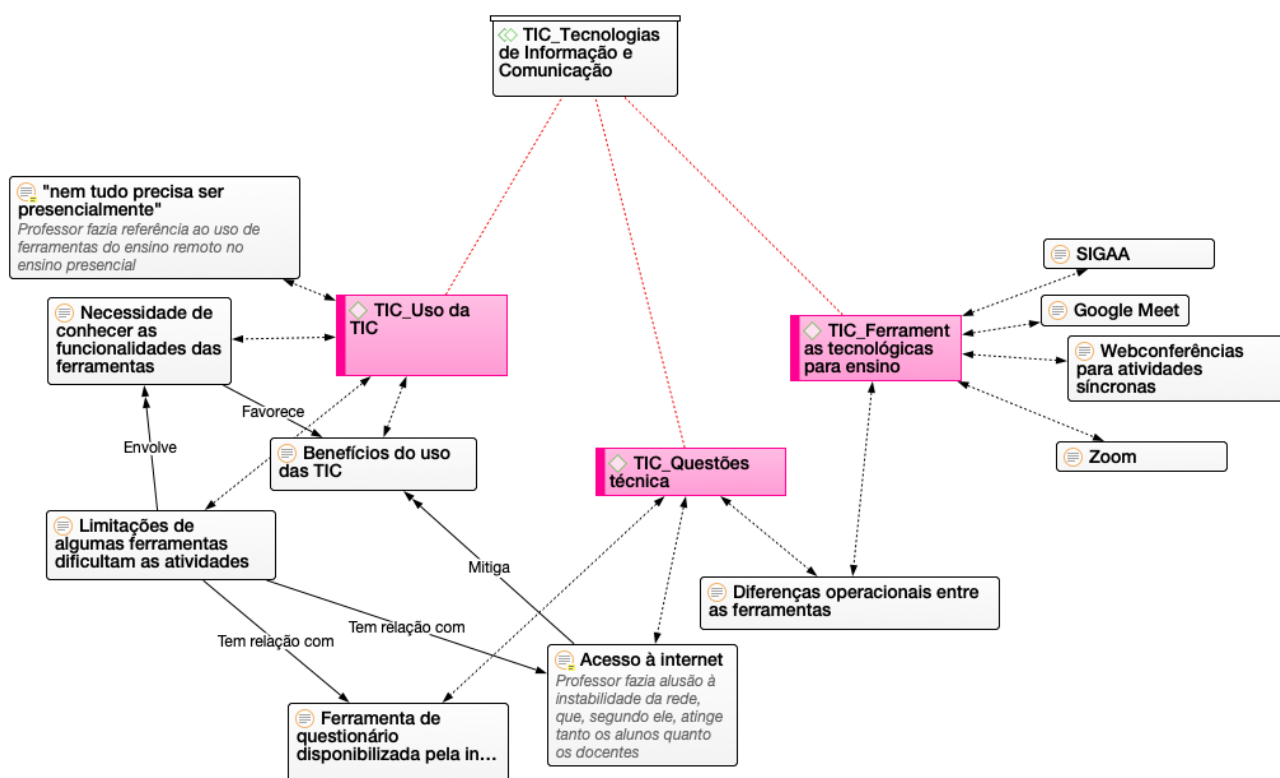 TIC_Tecnologias
de Informação e
Comunicação
"nem tudo precisa ser
presencialmente"
Professor fazia referência ao uso de
ferramentas do ensino remoto no
ensino presencial
SIGAA
TIC_Uso da
TIC
Necessidade de
conhecer as
funcionalidades das
ferramentas
Google Meet
TIC_Ferrament
as tecnológicas
para ensino
Webconferências
para atividades
síncronas
Favorece
Envolve
Benefícios do uso
das TIC
TIC_Questões
técnica
Zoom
Limitações de
algumas ferramentas
dificultam as atividades
Mitiga
Diferenças operacionais entre
as ferramentas
Tem relação com
Tem relação com
Acesso à internet
Professor fazia alusão à
instabilidade da rede,
que, segundo ele, atinge
tanto os alunos quanto
os docentes
Ferramenta de
questionário
disponibilizada pela in...